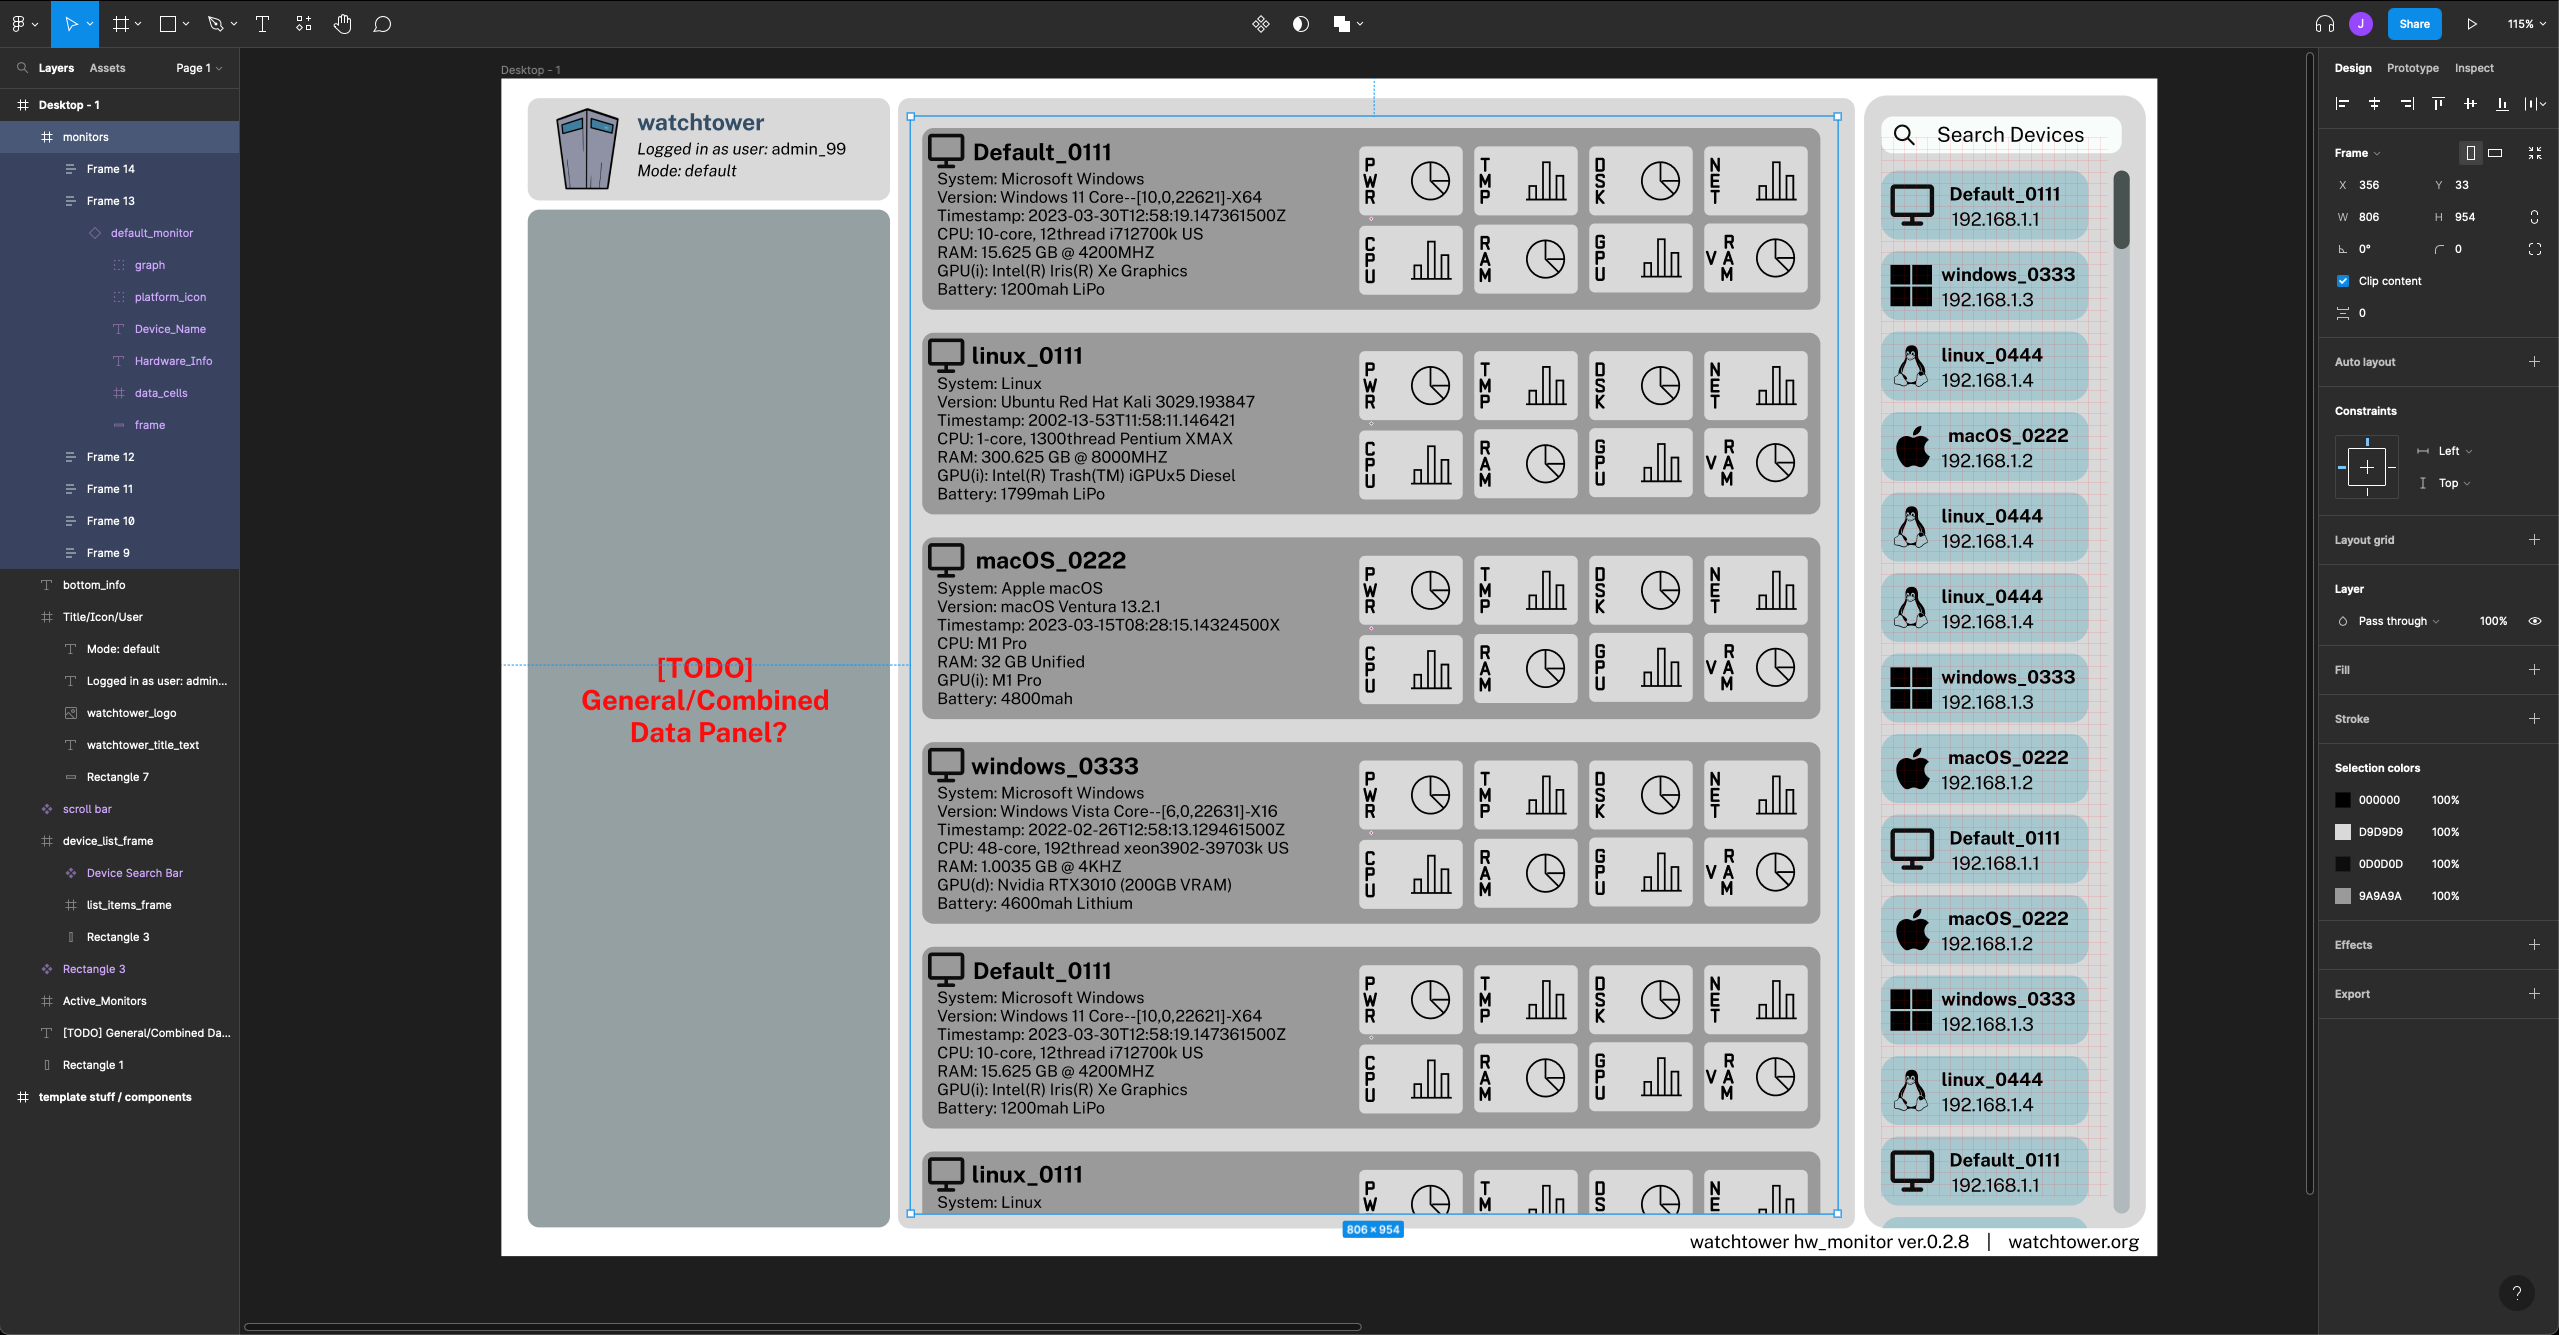 J
Share
115%
Layers
Assets
Page 1
Desktop - 1
monitors
Frame 14
Frame 13
default_monitor
graph
platform_icon
Device_Name
Hardware_Info
data_cells
frame
Frame 12
Frame 11
Frame 10
Frame 9
bottom_info
Title/Icon/User
Mode: default
Logged in as user: admin...
watchtower_logo
watchtower_title_text
Rectangle 7
scroll bar
device_list_frame
Device Search Bar
list_items_frame
Rectangle 3
Rectangle 3
Active_Monitors
[TODO] General/Combined Da...
Rectangle 1
template stuff / components
Desktop - 1
watchtower
Logged in as user: admin_99
Mode: default
[TODO]
General/Combined
Data Panel?
Default_0111
System: Microsoft Windows
Version: Windows 11 Core--[10,0,22621]-X64
Timestamp: 2023-03-30T12:58:19.147361500Z
CPU: 10-core, 12thread i712700k US
RAM: 15.625 GB @ 4200MHZ
GPU(i): Intel(R) Iris(R) Xe Graphics
Battery: 1200mah LiPo
PWR
TMP
DSK
NET
CPU
RAM
GPU
VRAM
linux_0111
System: Linux
Version: Ubuntu Red Hat Kali 3029.193847
Timestamp: 2002-13-53T11:58:11.146421
CPU: 1-core, 1300thread Pentium XMAX
RAM: 300.625 GB @ 8000MHZ
GPU(i): Intel(R) Trash(TM) iGPUx5 Diesel
Battery: 1799mah LiPo
PWR
TMP
DSK
NET
CPU
RAM
GPU
VRAM
macOS_0222
System: Apple macOS
Version: macOS Ventura 13.2.1
Timestamp: 2023-03-15T08:28:15.14324500X
CPU: M1 Pro
RAM: 32 GB Unified
GPU(i): M1 Pro
Battery: 4800mah
PWR
TMP
DSK
NET
CPU
RAM
GPU
VRAM
windows_0333
System: Microsoft Windows
Version: Windows Vista Core--[6,0,22631]-X16
Timestamp: 2022-02-26T12:58:13.129461500Z
CPU: 48-core, 192thread xeon3902-39703k US
RAM: 1.0035 GB @ 4KHZ
GPU(d): Nvidia RTX3010 (200GB VRAM)
Battery: 4600mah Lithium
PWR
TMP
DSK
NET
CPU
RAM
GPU
VRAM
Default_0111
System: Microsoft Windows
Version: Windows 11 Core--[10,0,22621]-X64
Timestamp: 2023-03-30T12:58:19.147361500Z
CPU: 10-core, 12thread i712700k US
RAM: 15.625 GB @ 4200MHZ
GPU(i): Intel(R) Iris(R) Xe Graphics
Battery: 1200mah LiPo
PWR
TMP
DSK
NET
CPU
RAM
GPU
VRAM
linux_0111
System: Linux
PW
TM
DS
NE
806 × 954
Search Devices
Default_0111
192.168.1.1
windows_0333
192.168.1.3
linux_0444
192.168.1.4
macOS_0222
192.168.1.2
linux_0444
192.168.1.4
linux_0444
192.168.1.4
windows_0333
192.168.1.3
macOS_0222
192.168.1.2
Default_0111
192.168.1.1
macOS_0222
192.168.1.2
windows_0333
192.168.1.3
linux_0444
192.168.1.4
Default_0111
192.168.1.1
watchtower hw_monitor ver.0.2.8 | watchtower.org
Design
Prototype
Inspect
Frame
X 356
Y 33
W 806
H 954
0°
0
Clip content
0
Auto layout
Constraints
Left
Top
Layout grid
Layer
Pass through
100%
Fill
Stroke
Selection colors
000000 100%
D9D9D9 100%
0D0D0D 100%
9A9A9A 100%
Effects
Export
?